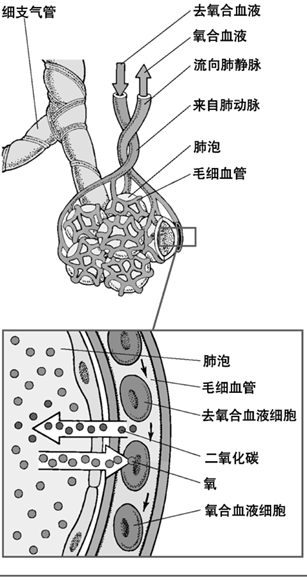 细支气管
去氧合血液
氧合血液
流向肺静脉
来自肺动脉
肺泡
毛细血管
肺泡
毛细血管
去氧合血液细胞
二氧化碳
氧
氧合血液细胞